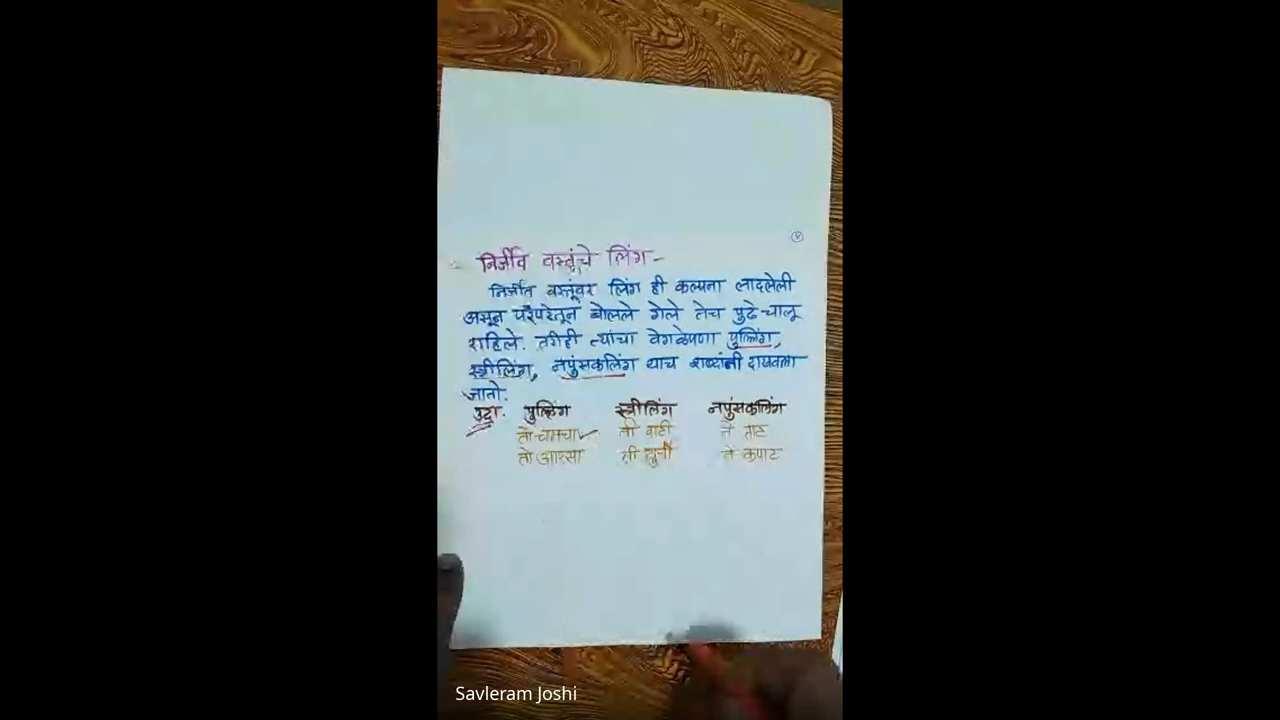 ४
निर्जीव वस्तूंचे लिंग-
निर्जीव वस्तूंवर लिंग ही कल्पना लादलेली
असून परंपरेतून बोलले गेले तेच पुढे चालू
राहिले. तरीही त्यांचा वेगळेपणा पुल्लिंग,
स्त्रीलिंग, नपुंसकलिंग याच शब्दांनी दाखवला
जातो.
उदा. पुल्लिंग स्त्रीलिंग नपुंसकलिंग
तो चमचा ती वाटी ते ताट
तो आरसा ती ते कपाट
Savleram Joshi